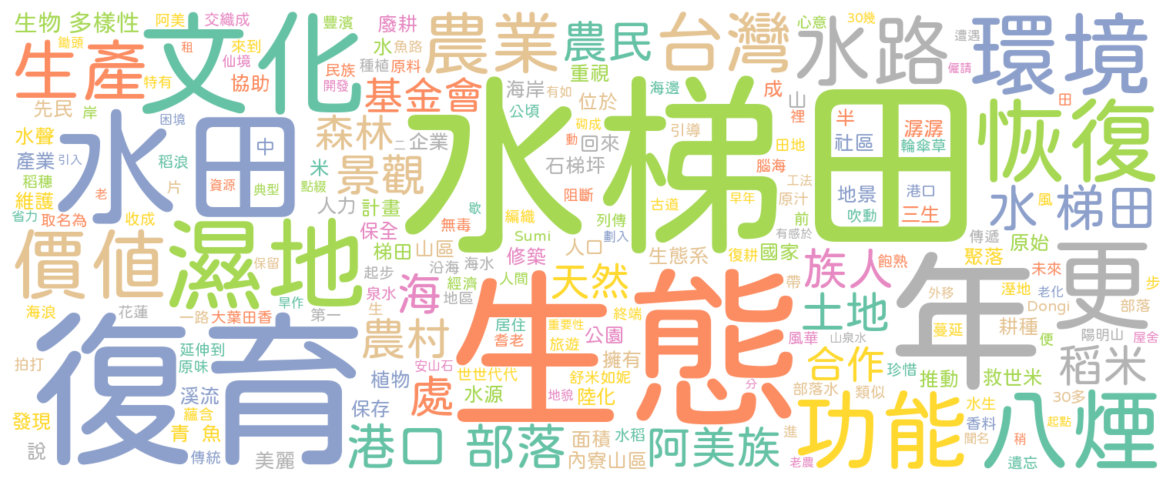 生物 多樣性
阿美
交織成
豐濱
廢耕
農業
農民
台灣
心意
30幾
遭遇
水路
環境
鋤頭
租
來到
仙境
水
魚路
生產
文化
特有
協助
民族
開發
種植
原料
重視
海邊
成
儷請
先民
岸
基金會
海岸
有如
公頃
位於
山
裡
田
困境
水聲
產業
引入
水田
中
森林
二
企業
砌成
動
回來
引導
田地
水梯田
半
社區
潺潺
輪傘草
恢復
稻浪
景觀
石梯坪
腦海
稻穗
維護
老
片
資源
典型
米
點綴
人力
計畫
歇
編織
阻斷
早年
原汁
工法
地景
港口
吹動
三生
水 梯田
風
省力
取名為
收成
保全
無毒
Sumi
列傳
劃入
古道
前
有感於
傳遞
原始
價值
濕地
梯田
山區
修築
人口
生態系
復耕
國家
聚落
保留
起步
沿海
海水
人間
族人
飽熟
未來
更
泉水
經濟
地區
海
天然
帶
年
外移
溼地
老化
步
海浪
花蓮
旱作
一路
大葉田香
第一
生
生態
土地
Dongi
部落
復育
農村
居住
耆老
重要性
旅遊
終端
公園
風華
山泉水
蔓延
耕種
便
陽明山
屋舍
拍打
延伸到
原味
擁有
安山石
合作
珍惜
稻米
植物
處
世世代代
舒米如妮
部落水
類似
推動
救世米
溪流
蘊合
保存
水源
地貌
陸化
分
功能
水生
香料
30多
起點
發現
青 魚
傳統
說
美麗
港口 部落
面積
水稻
內寮山區
阿美族
進
老農
聞名
稍
遺忘
八煙